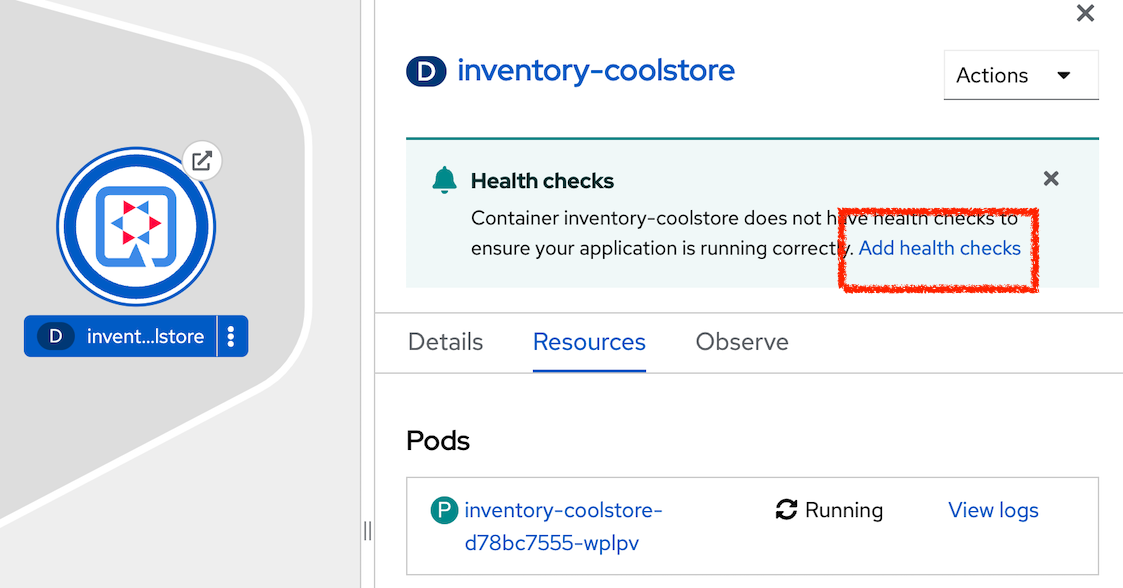 D inventory-coolstore
Actions
Health checks
Container inventory-coolstore does not have health checks to
ensure your application is running correctly. Add health checks
D invent...lstore
Details Resources Observe
Pods
P inventory-coolstore-
d78bc7555-wplpv
Running
View logs